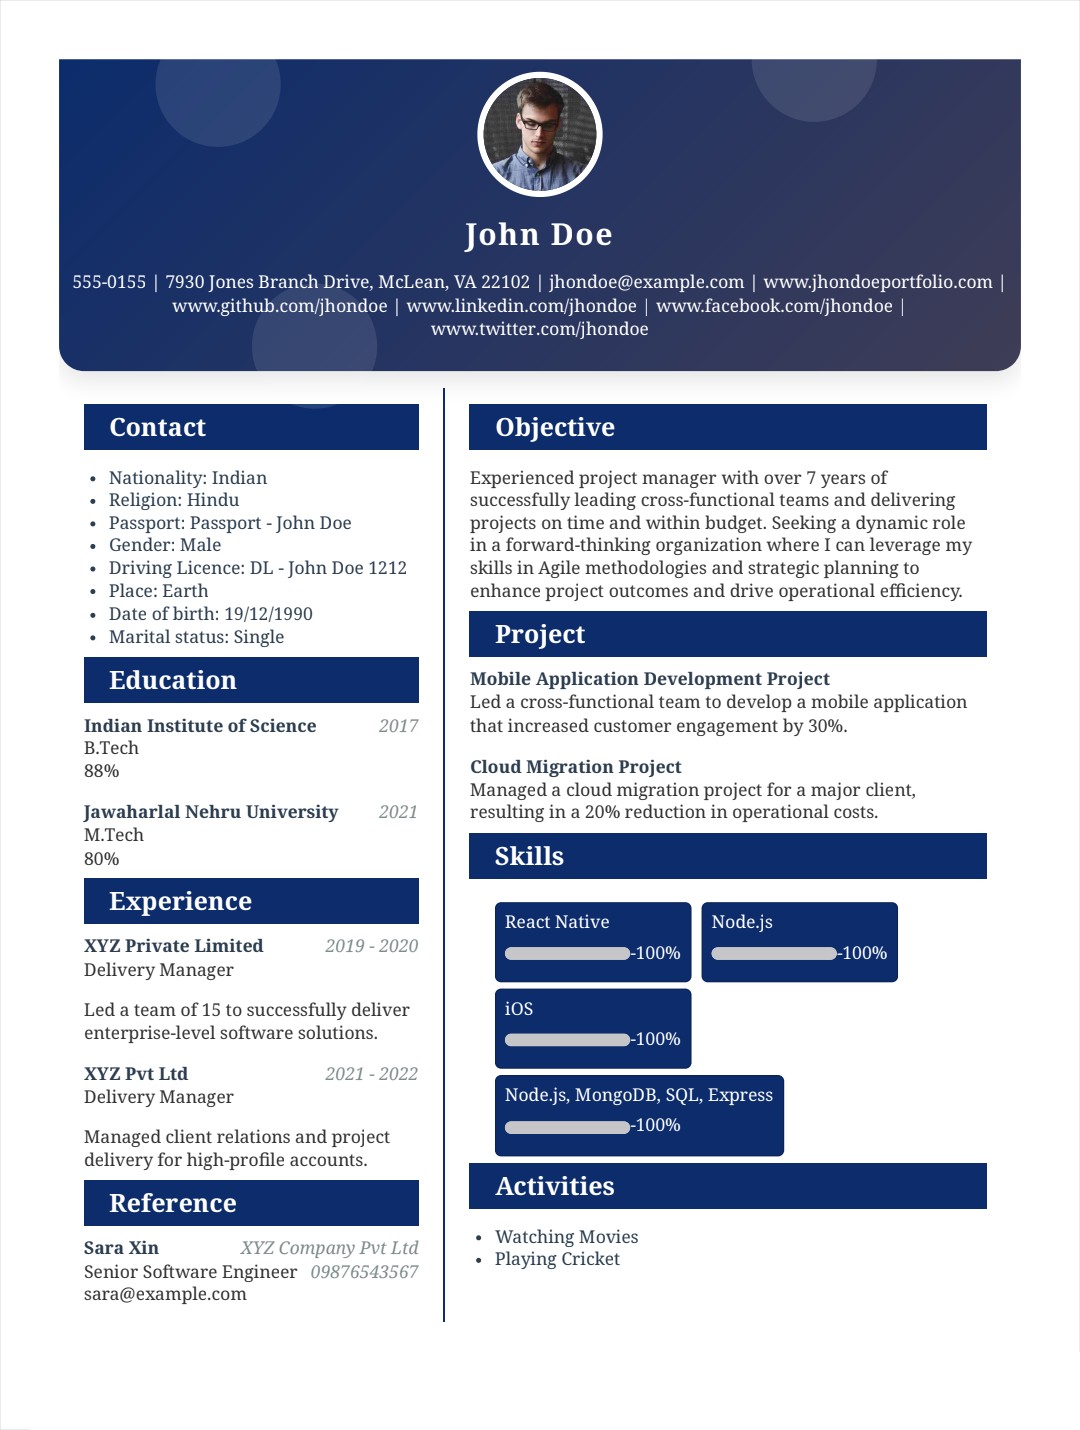 John Doe
555-0155 | 7930 Jones Branch Drive, McLean, VA 22102 | jhondoe@example.com | www.jhondoeportfolio.com |
www.github.com/jhondoe | www.linkedin.com/jhondoe | www.facebook.com/jhondoe |
www.twitter.com/jhondoe
Contact
• Nationality: Indian
• Religion: Hindu
• Passport: Passport - John Doe
• Gender: Male
• Driving Licence: DL - John Doe 1212
• Place: Earth
• Date of birth: 19/12/1990
• Marital status: Single
Education
Indian Institute of Science 2017
B.Tech
88%
Jawaharlal Nehru University 2021
M.Tech
80%
Experience
XYZ Private Limited 2019 - 2020
Delivery Manager
Led a team of 15 to successfully deliver
enterprise-level software solutions.
XYZ Pvt Ltd 2021 - 2022
Delivery Manager
Managed client relations and project
delivery for high-profile accounts.
Reference
Sara Xin XYZ Company Pvt Ltd
Senior Software Engineer 09876543567
sara@example.com
Objective
Experienced project manager with over 7 years of
successfully leading cross-functional teams and delivering
projects on time and within budget. Seeking a dynamic role
in a forward-thinking organization where I can leverage my
skills in Agile methodologies and strategic planning to
enhance project outcomes and drive operational efficiency.
Project
Mobile Application Development Project
Led a cross-functional team to develop a mobile application
that increased customer engagement by 30%.
Cloud Migration Project
Managed a cloud migration project for a major client,
resulting in a 20% reduction in operational costs.
Skills
React Native
-100%
Node.js
-100%
iOS
-100%
Node.js, MongoDB, SQL, Express
-100%
Activities
• Watching Movies
• Playing Cricket